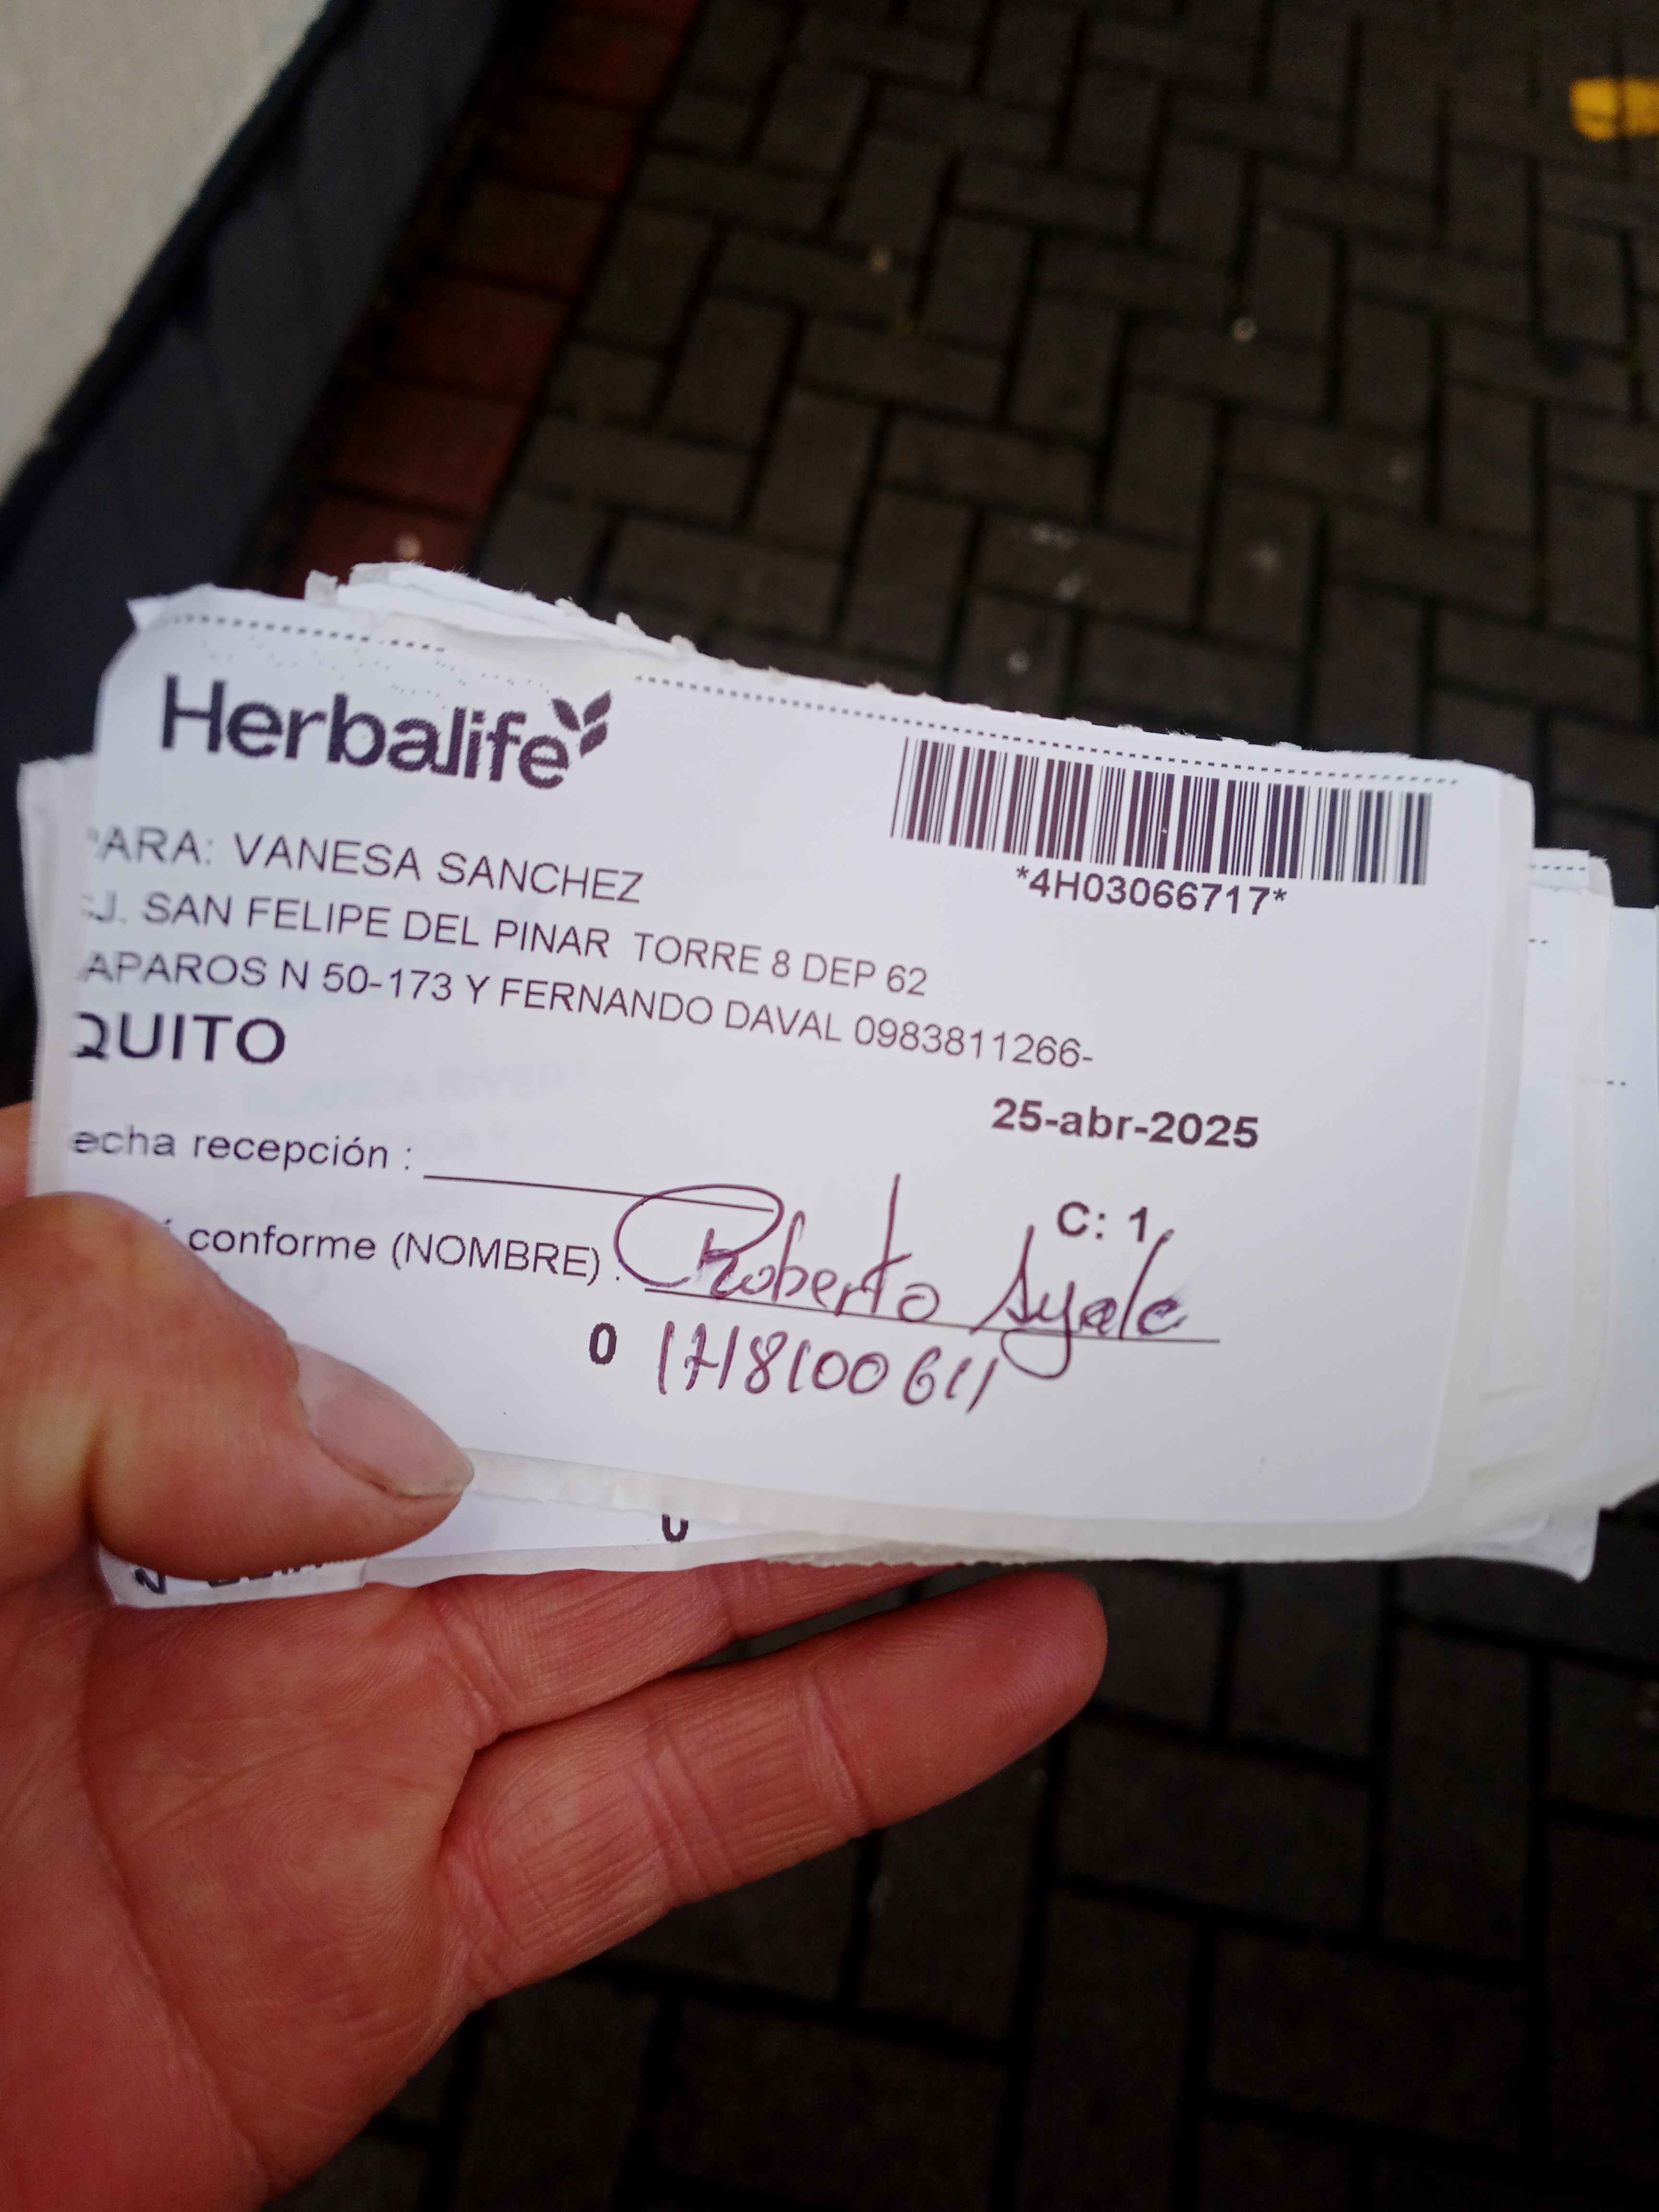 Herbalife
*4H03066717*
ARA: VANESA SANCHEZ
J. SAN FELIPE DEL PINAR TORRE 8 DEP 62
APAROS N 50-173 Y FERNANDO DAVAL 0983811266-
QUITO
25-abr-2025
echa recepción :
C: 1
conforme (NOMBRE) : Roberto Ayala
0 1718100611